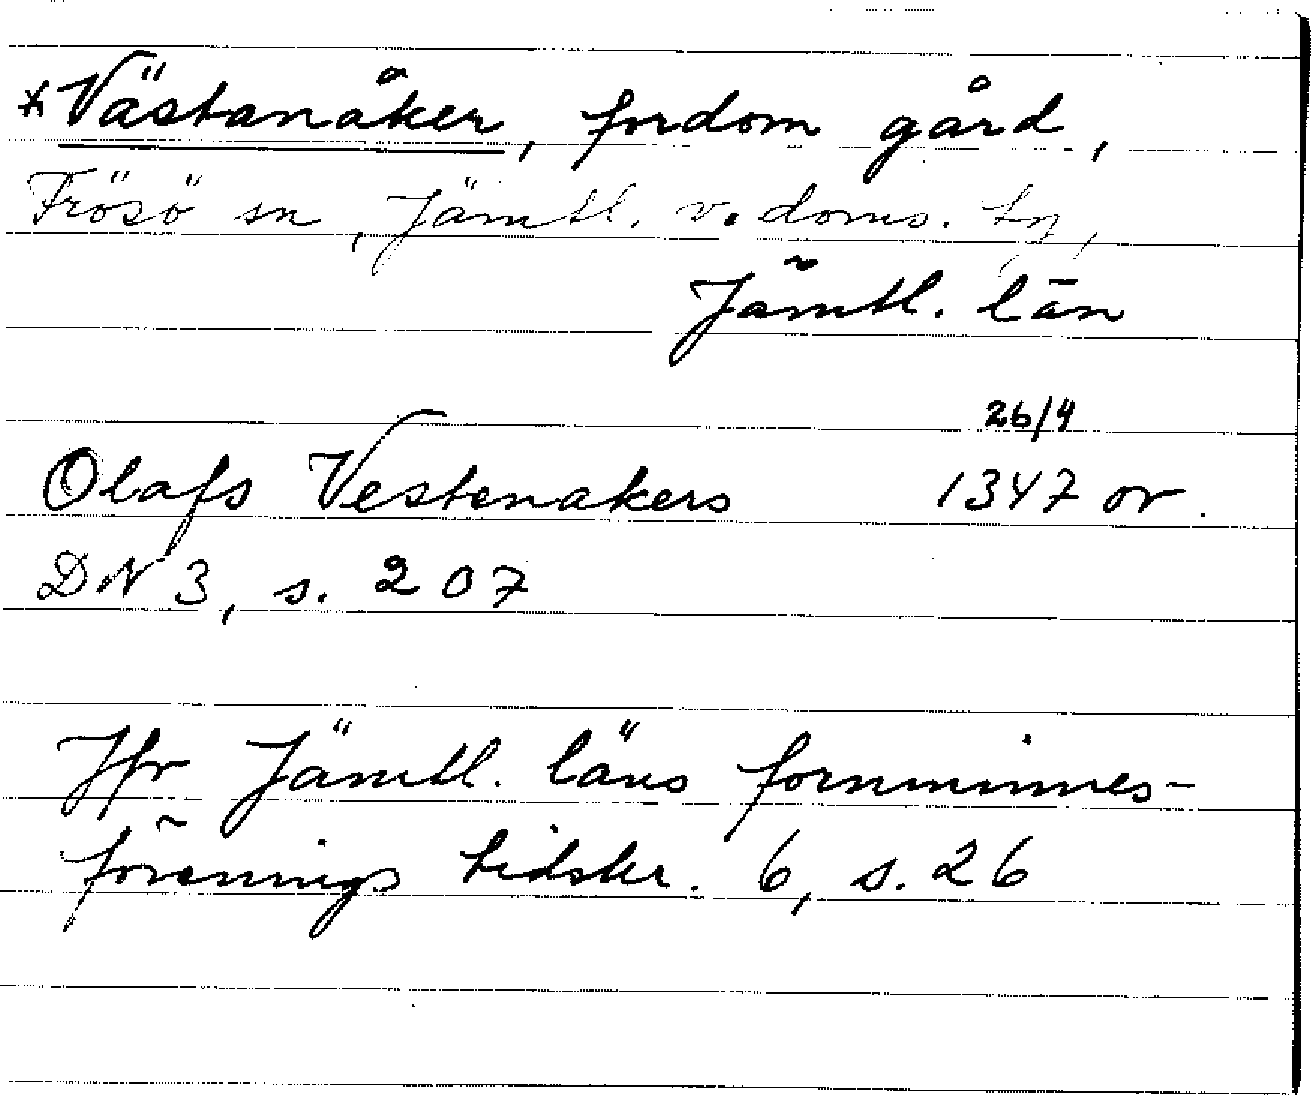 *Västanåker, fordom gård,
Frösö sn, Jämtl. v. doms. tg,
Jämtl. län
26/4
Olafs Vestenakers 1347 or.
DN 3, s. 207
Jfr Jämtl. läns fornminnes-
förenings tidskr. 6, s. 26